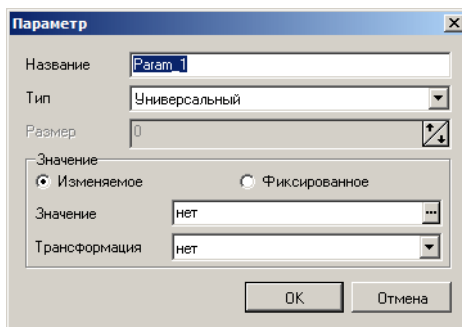 Параметр
Название Param_1
Тип Универсальный
Размер 0
Значение
Изменяемое Фиксированное
Значение нет
Трансформация нет
OK Отмена